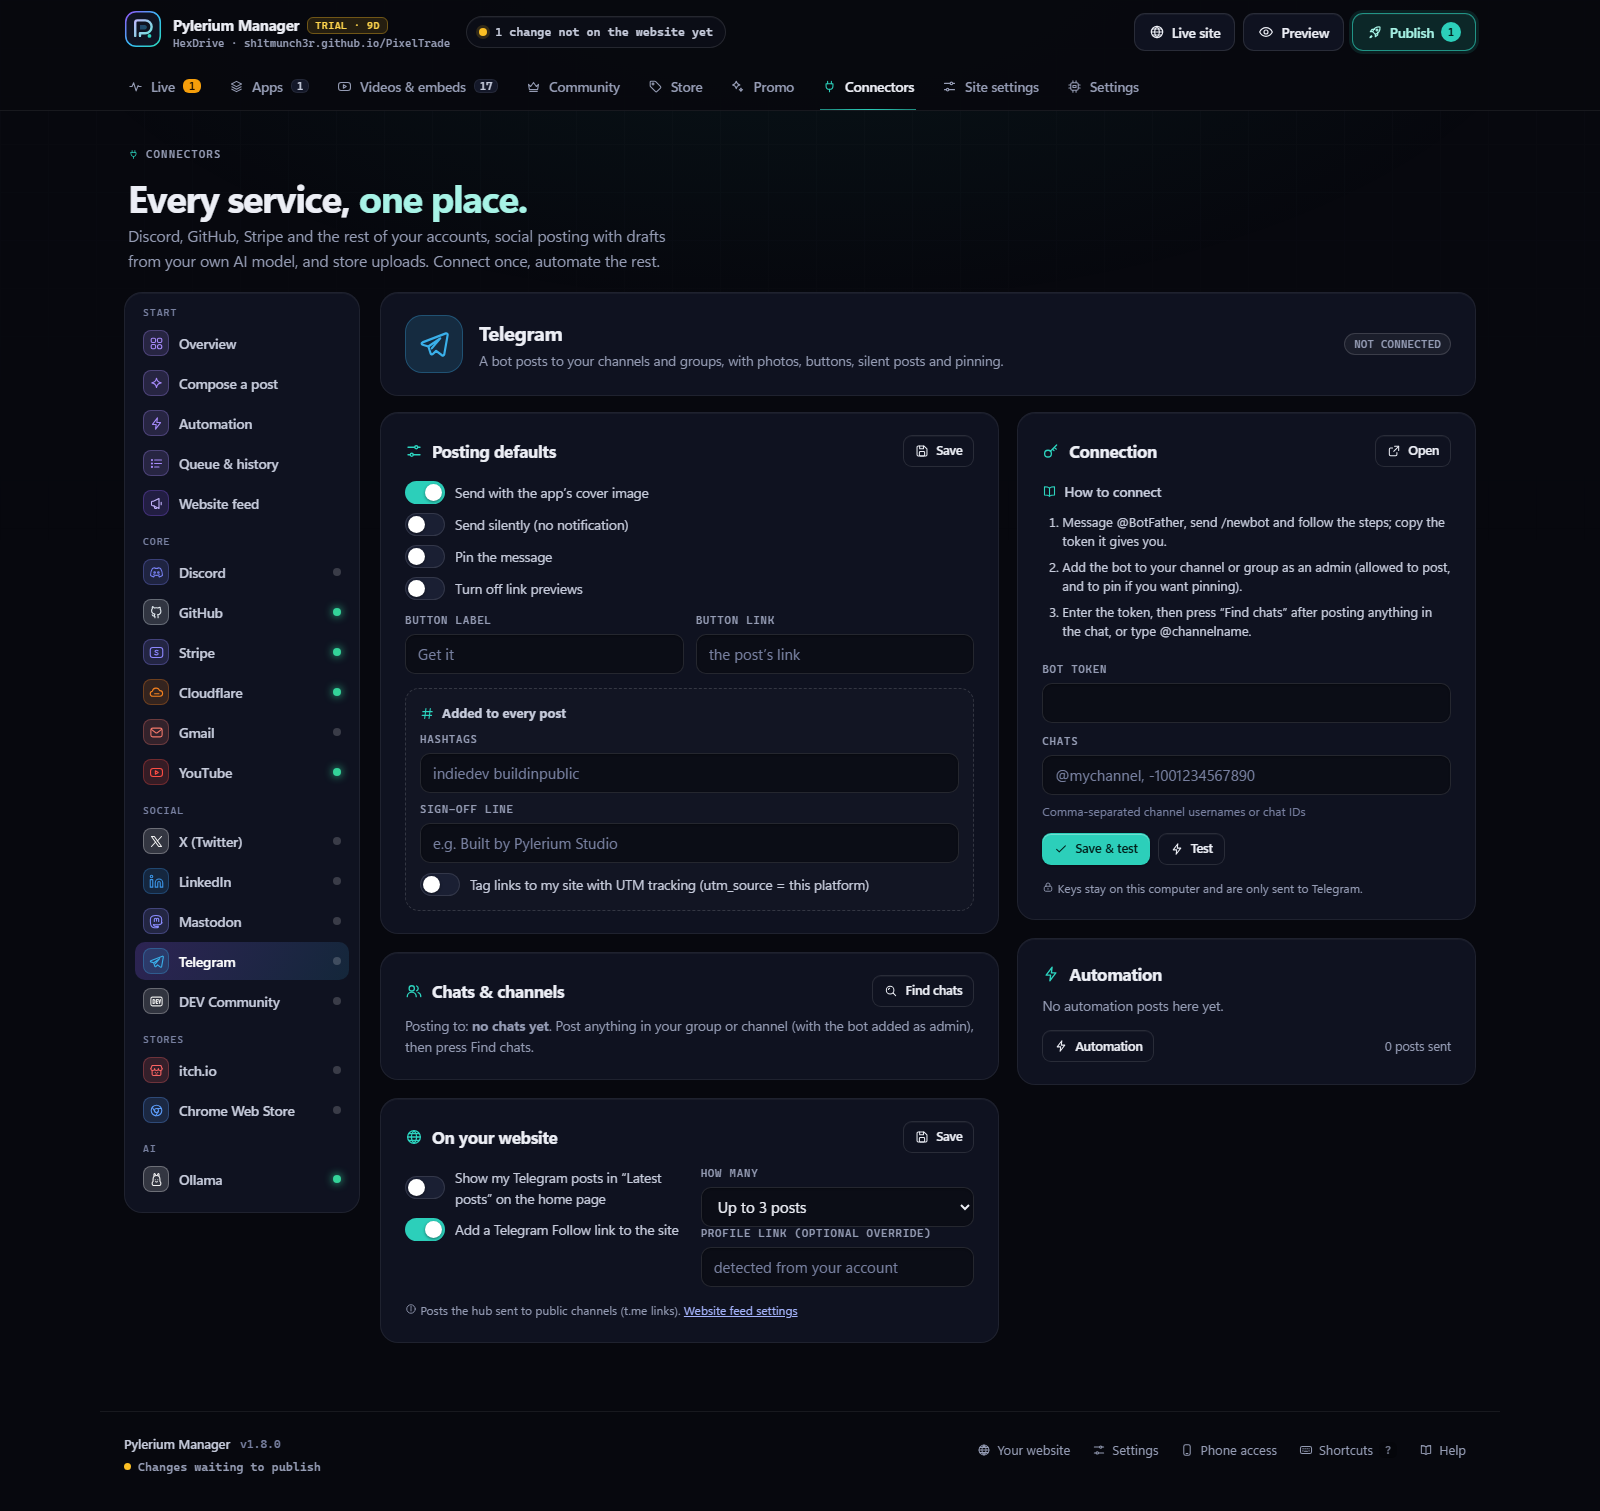 Pylerium Manager TRIAL · 9D
HexDrive · sh1tmunch3r.github.io/PixelTrade
1 change not on the website yet
Live site
Preview
Publish 1
Live 1
Apps 1
Videos & embeds 17
Community
Store
Promo
Connectors
Site settings
Settings
CONNECTORS
Every service, one place.
Discord, GitHub, Stripe and the rest of your accounts, social posting with drafts
from your own AI model, and store uploads. Connect once, automate the rest.
START
Overview
Compose a post
Automation
Queue & history
Website feed
CORE
Discord
GitHub
Stripe
Cloudflare
Gmail
YouTube
SOCIAL
X (Twitter)
LinkedIn
Mastodon
Telegram
DEV Community
STORES
itch.io
Chrome Web Store
AI
Ollama
Telegram
A bot posts to your channels and groups, with photos, buttons, silent posts and pinning.
NOT CONNECTED
Posting defaults
Save
Send with the app’s cover image
Send silently (no notification)
Pin the message
Turn off link previews
BUTTON LABEL
Get it
BUTTON LINK
the post’s link
Added to every post
HASHTAGS
indiedev buildinpublic
SIGN-OFF LINE
e.g. Built by Pylerium Studio
Tag links to my site with UTM tracking (utm_source = this platform)
Chats & channels
Find chats
Posting to: no chats yet. Post anything in your group or channel (with the bot added as admin),
then press Find chats.
On your website
Save
Show my Telegram posts in “Latest
posts” on the home page
Add a Telegram Follow link to the site
HOW MANY
Up to 3 posts
PROFILE LINK (OPTIONAL OVERRIDE)
detected from your account
Posts the hub sent to public channels (t.me links). Website feed settings
Connection
Open
How to connect
1. Message @BotFather, send /newbot and follow the steps; copy the
token it gives you.
2. Add the bot to your channel or group as an admin (allowed to post,
and to pin if you want pinning).
3. Enter the token, then press “Find chats” after posting anything in
the chat, or type @channelname.
BOT TOKEN
CHATS
@mychannel, -1001234567890
Comma-separated channel usernames or chat IDs
Save & test
Test
Keys stay on this computer and are only sent to Telegram.
Automation
No automation posts here yet.
Automation
0 posts sent
Pylerium Manager v1.8.0
Changes waiting to publish
Your website
Settings
Phone access
Shortcuts ?
Help